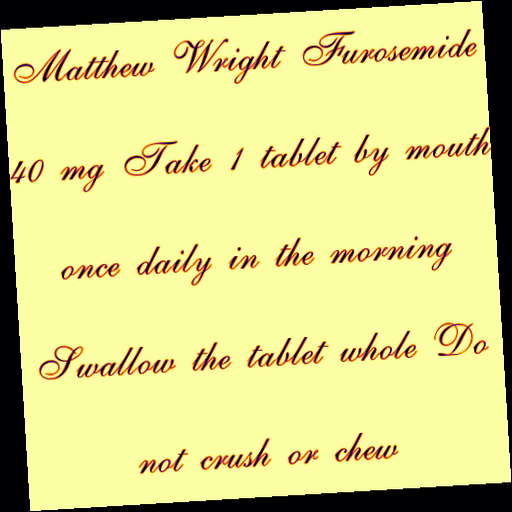 Matthew Wright Furosemide
40 mg Take 1 tablet by mouth
once daily in the morning
Swallow the tablet whole Do
not crush or chew